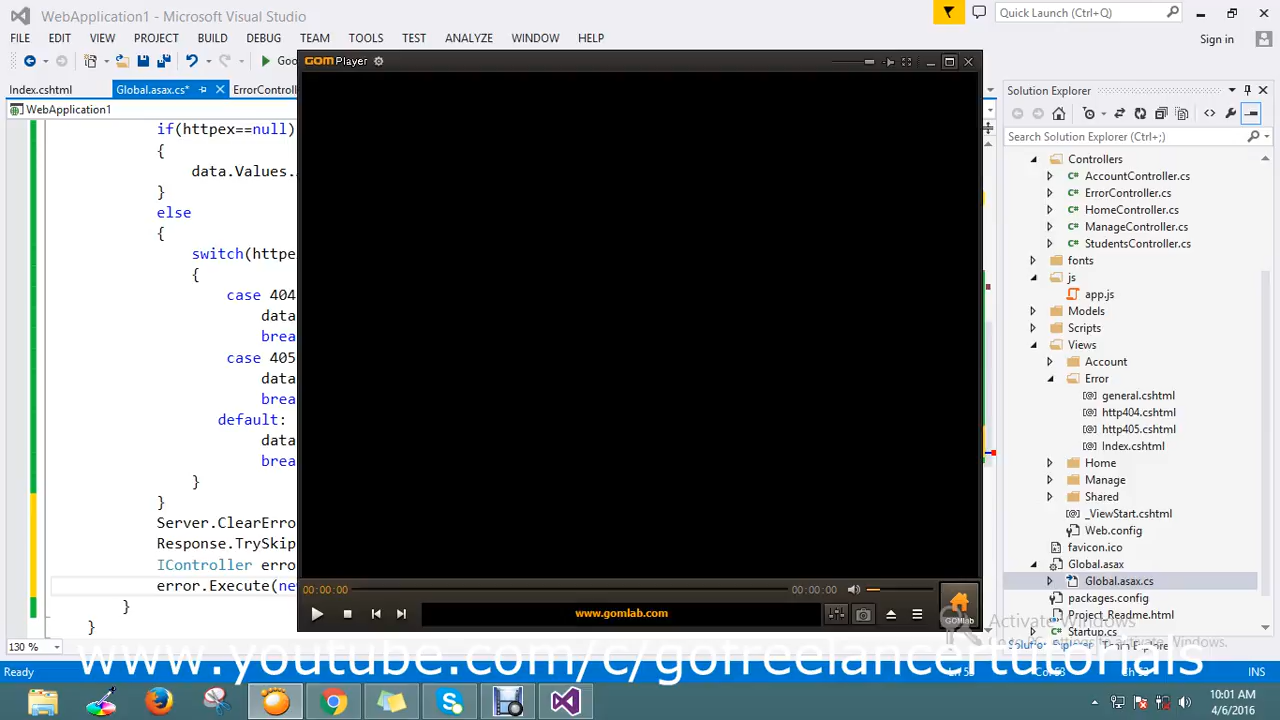 WebApplication1 - Microsoft Visual Studio
Quick Launch (Ctrl+Q)
FILE EDIT VIEW PROJECT BUILD DEBUG TEAM TOOLS TEST ANALYZE WINDOW HELP
Sign in
Go
GOM Player
Index.cshtml
Global.asax.cs*
ErrorControll
Solution Explorer
WebApplication1
Search Solution Explorer (Ctrl+;)
if(httpex==null)
{
data.Values.
}
else
{
switch(httpe
{
case 404
data
brea
case 405
data
brea
default:
data
brea
}
}
Server.ClearErro
Response.TrySkip
IController erro
error.Execute(ne
}
}
Controllers
AccountController.cs
ErrorController.cs
HomeController.cs
ManageController.cs
StudentsController.cs
fonts
js
app.js
Models
Scripts
Views
Account
Error
general.cshtml
http404.cshtml
http405.cshtml
Index.cshtml
Home
Manage
Shared
_ViewStart.cshtml
Web.config
favicon.ico
Global.asax
Global.asax.cs
packages.config
Project_Readme.html
Startup.cs
00:00:00
00:00:00
www.gomlab.com
GOMlab
Activate Windows
130 %
www.youtube.com/c/gofreelancertutorials
Ready
INS
10:01 AM
4/6/2016